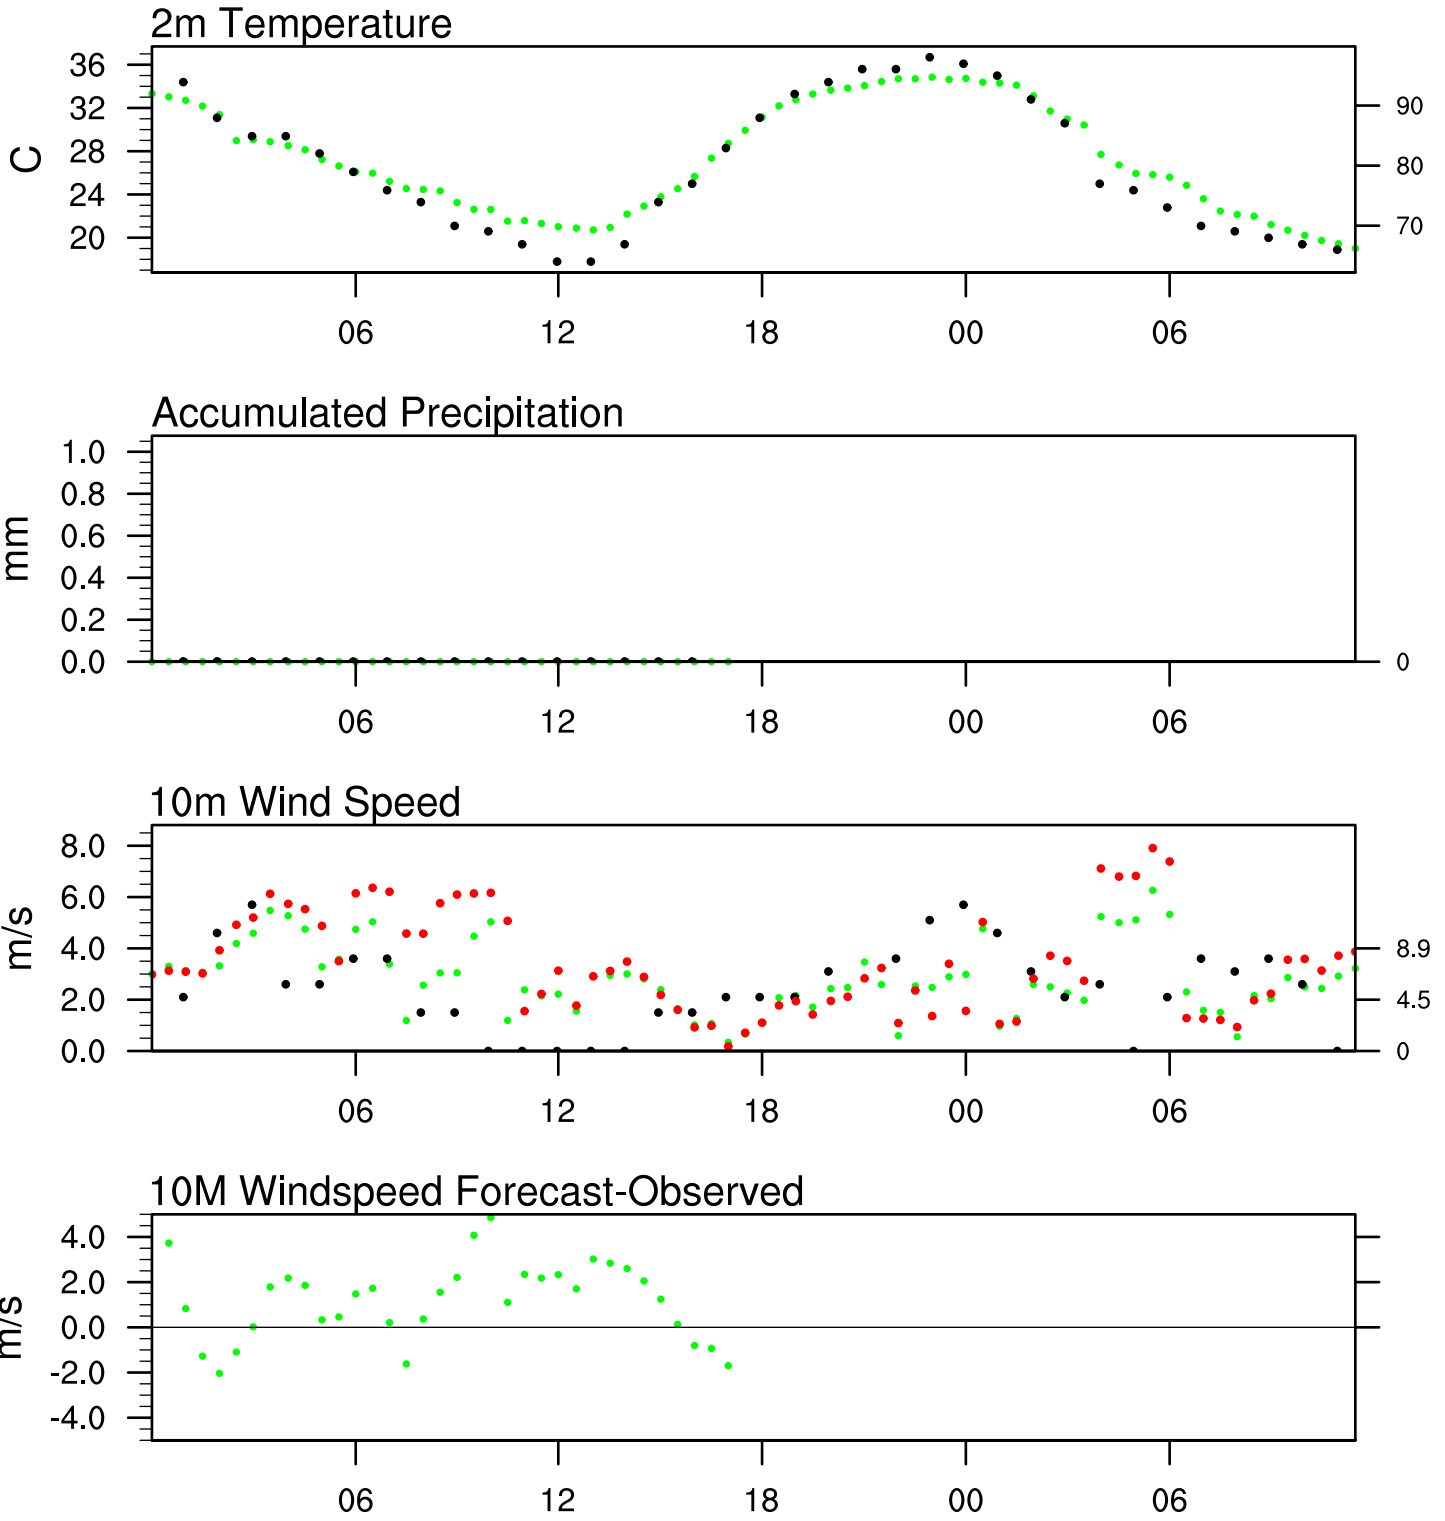 2m Temperature
36
32
28
24
20
C
90
80
70
06 12 18 00 06
Accumulated Precipitation
1.0
0.8
0.6
0.4
0.2
0.0
mm
0
06 12 18 00 06
10m Wind Speed
8.0
6.0
4.0
2.0
0.0
m/s
8.9
4.5
0
06 12 18 00 06
10M Windspeed Forecast-Observed
4.0
2.0
0.0
-2.0
-4.0
m/s
06 12 18 00 06